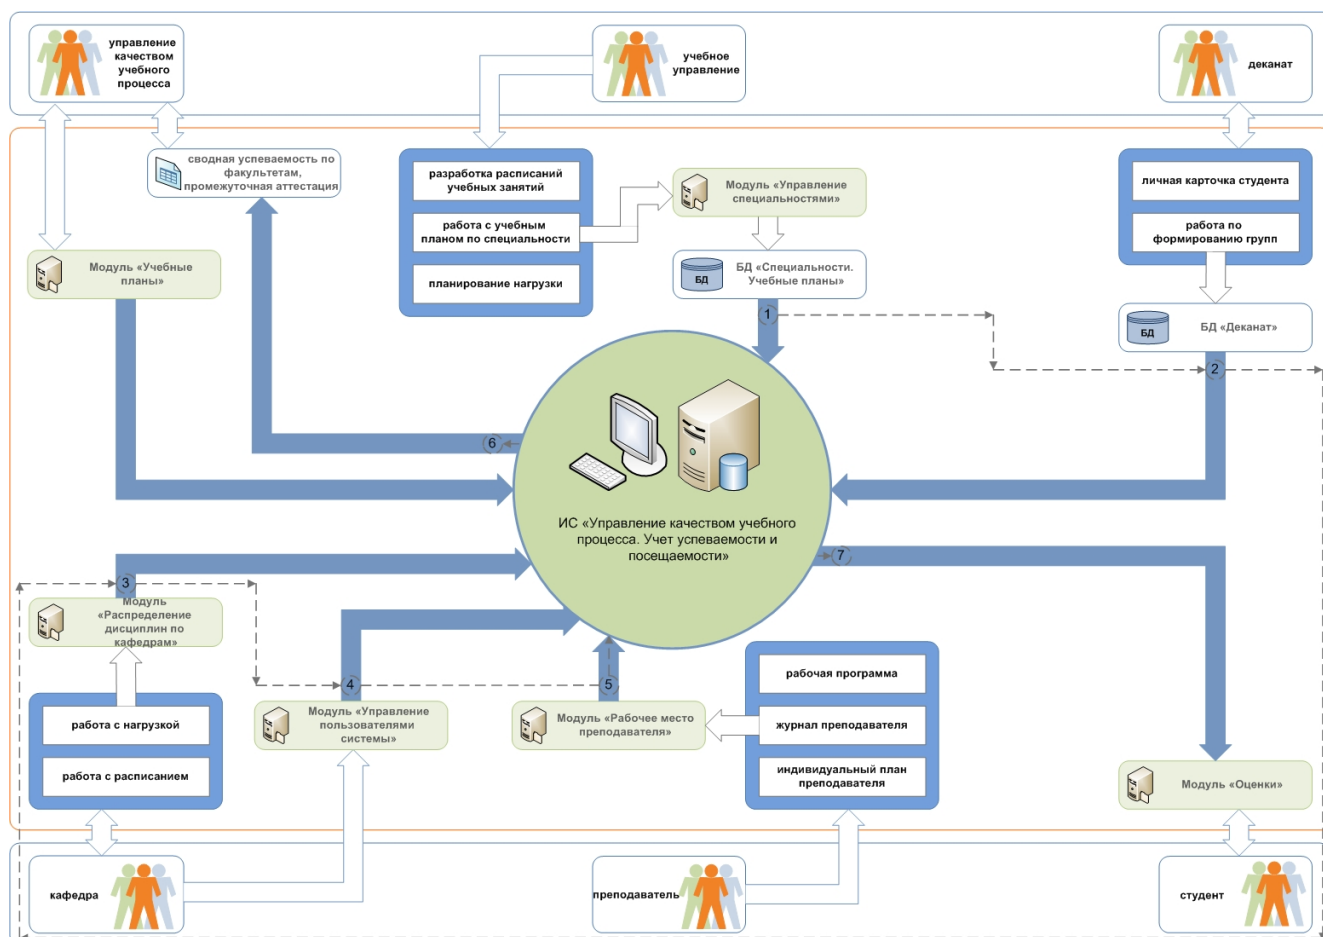 управление
качеством
учебного
процесса
учебное
управление
деканат
сводная успеваемость по
факультетам,
промежуточная аттестация
разработка расписаний
учебных занятий
работа с учебным
планом по специальности
планирование нагрузки
Модуль «Управление
специальностями»
БД
БД «Специальности.
Учебные планы»
личная карточка студента
работа по
формированию групп
БД
БД «Деканат»
Модуль «Учебные
планы»
1
2
6
ИС «Управление качеством учебного
процесса. Учет успеваемости и
посещаемости»
7
3
Модуль
«Распределение
дисциплин по
кафедрам»
4
5
работа с нагрузкой
работа с расписанием
Модуль «Управление
пользователями
системы»
Модуль «Рабочее место
преподавателя»
рабочая программа
журнал преподавателя
индивидуальный план
преподавателя
Модуль «Оценки»
кафедра
преподаватель
студент